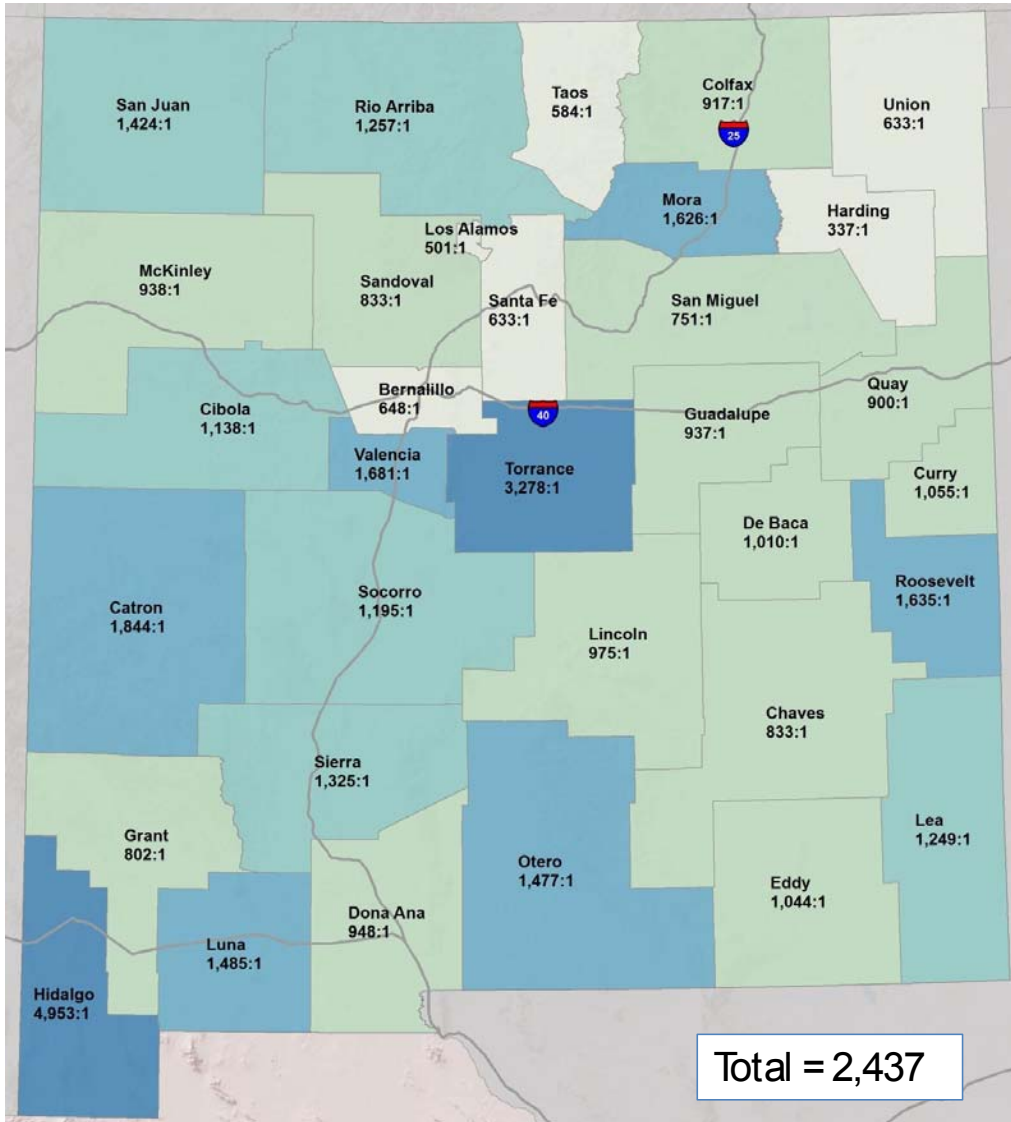 San Juan
1,424:1
Rio Arriba
1,257:1
Taos
584:1
Colfax
917:1
25
Union
633:1
Mora
1,626:1
Harding
337:1
Los Alamos
501:1
McKinley
938:1
Sandoval
833:1
Santa Fe
633:1
San Miguel
751:1
Bernalillo
648:1
Cibola
1,138:1
40
Guadalupe
937:1
Quay
900:1
Valencia
1,681:1
Torrance
3,278:1
Curry
1,055:1
De Baca
1,010:1
Roosevelt
1,635:1
Catron
1,844:1
Socorro
1,195:1
Lincoln
975:1
Chaves
833:1
Sierra
1,325:1
Grant
802:1
Lea
1,249:1
Otero
1,477:1
Eddy
1,044:1
Dona Ana
948:1
Luna
1,485:1
Hidalgo
4,953:1
Total = 2,437